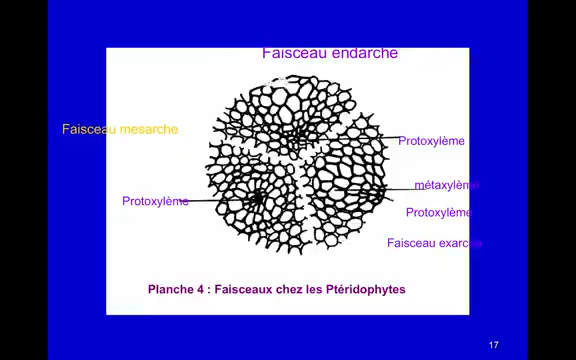 Faisceau endarche
Faisceau mesarche
Protoxylème
métaxylème
Protoxylème
Protoxylème
Faisceau exarche
Planche 4 : Faisceaux chez les Ptéridophytes
17